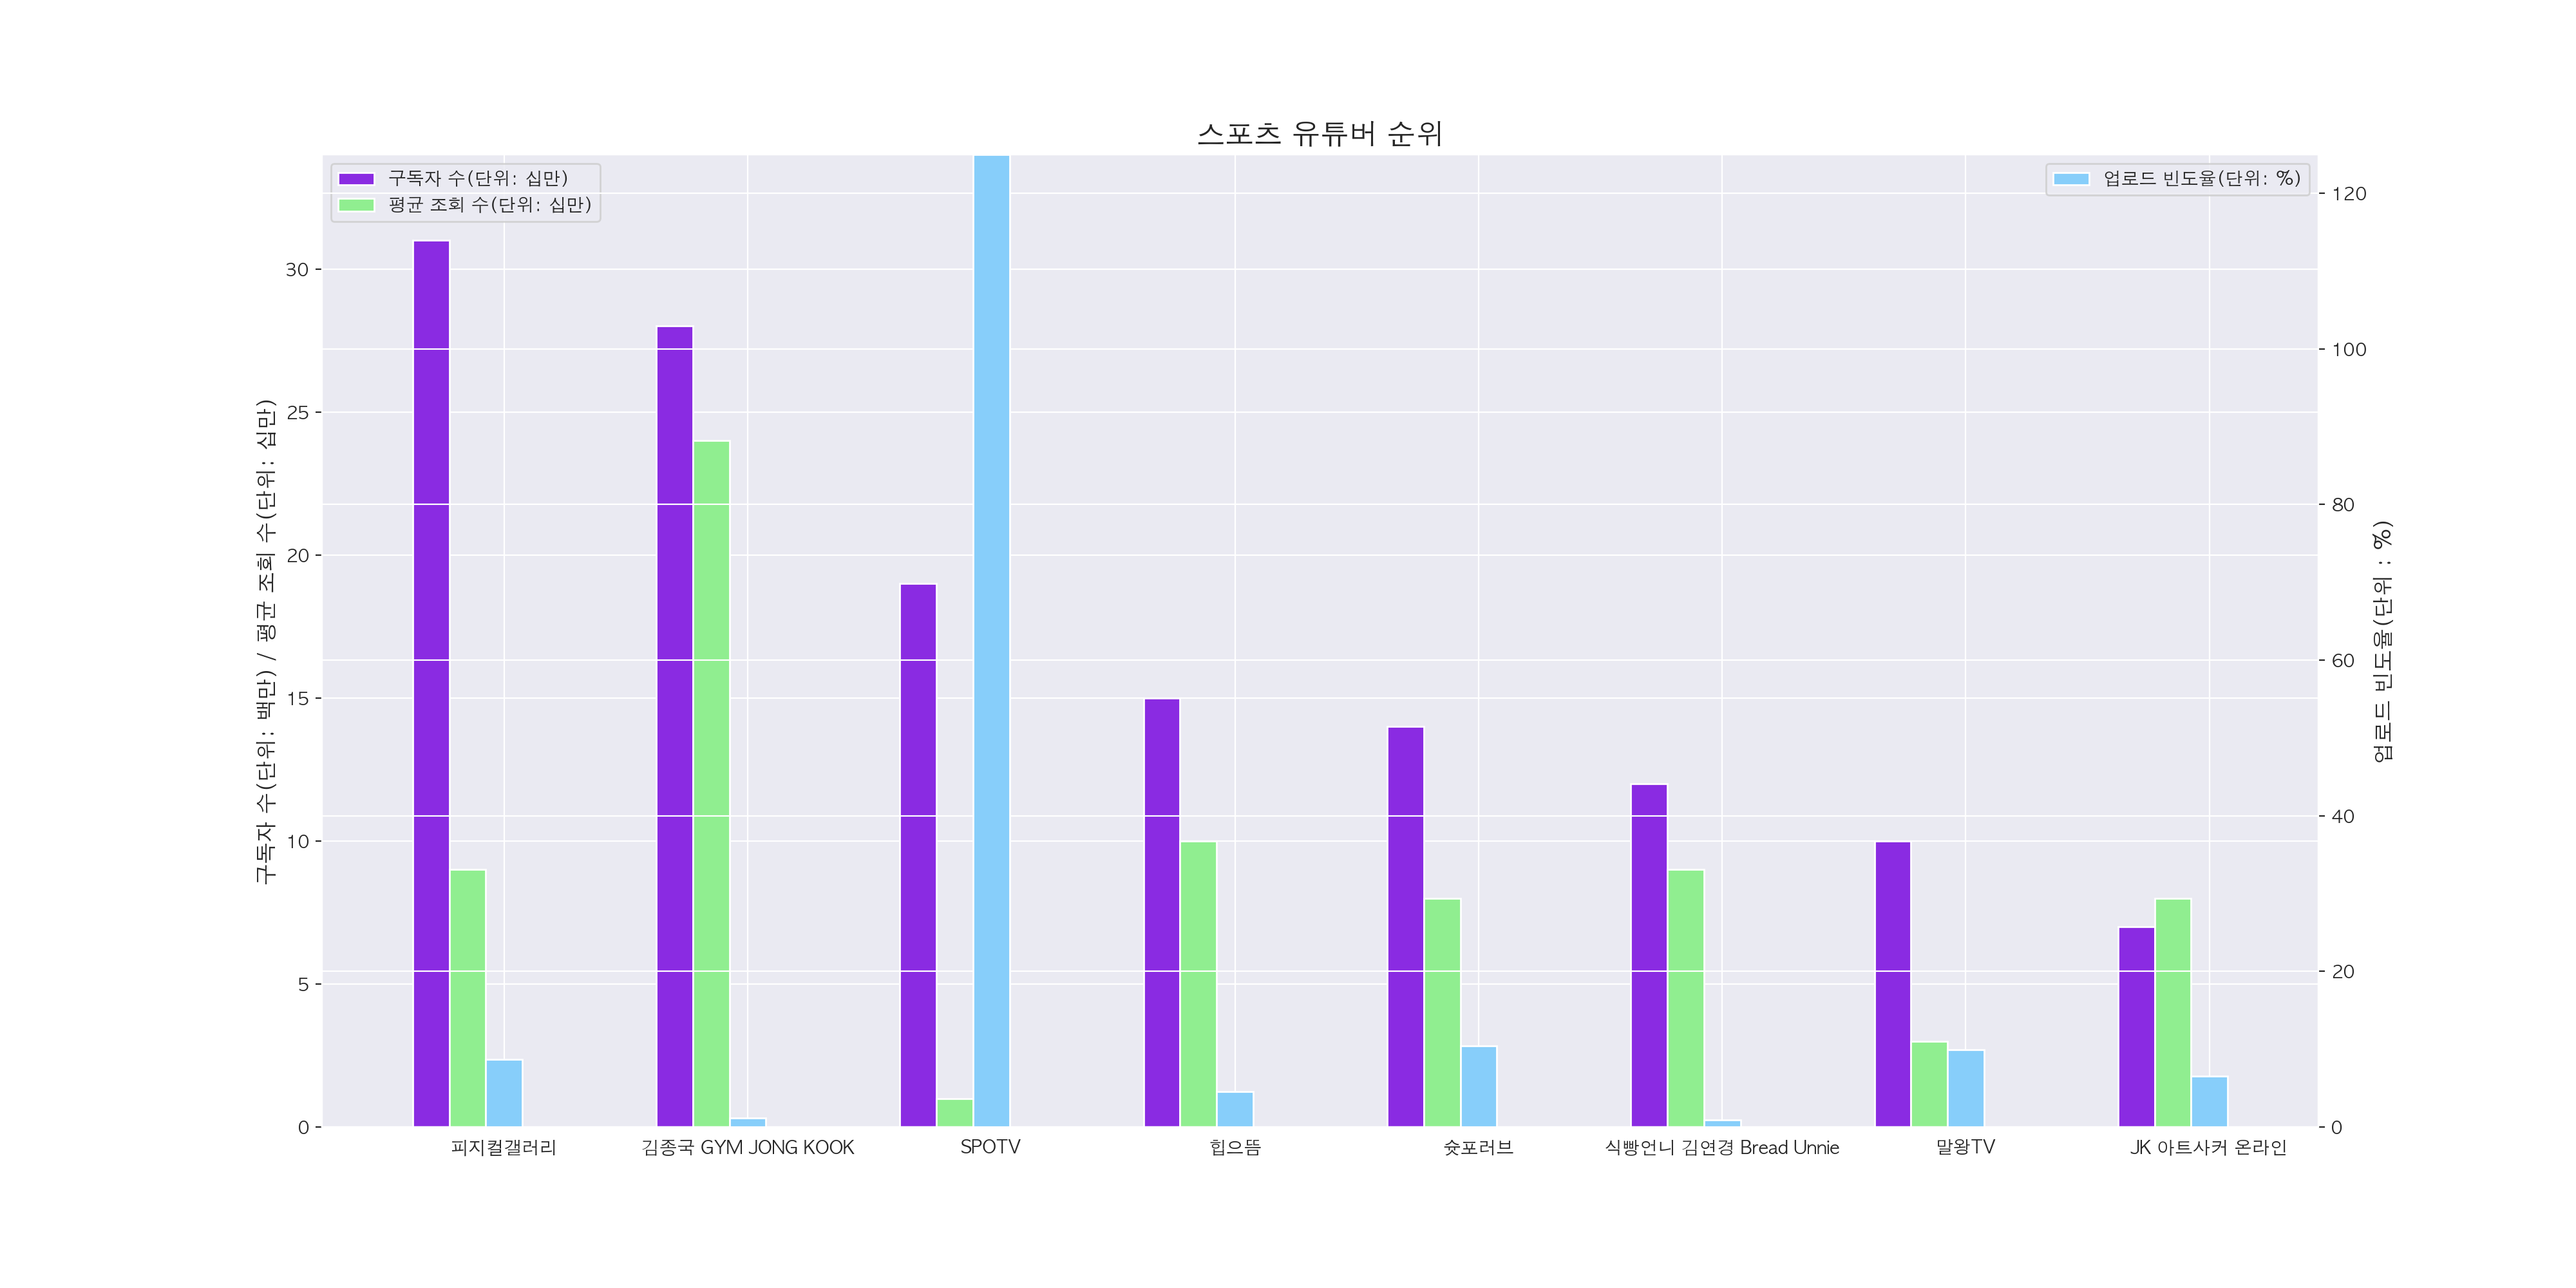 스포츠 유튜버 순위
구독자 수(단위: 십만)
평균 조회 수(단위: 십만)
업로드 빈도율(단위: %)
구독자 수(단위: 백만) / 평균 조회 수(단위: 십만)
30
25
20
15
10
5
0
120
100
80
60
40
20
0
업로드 빈도율(단위 : %)
피지컬갤러리
김종국 GYM JONG KOOK
SPOTV
힙으뜸
슛포러브
식빵언니 김연경 Bread Unnie
말왕TV
JK 아트사커 온라인